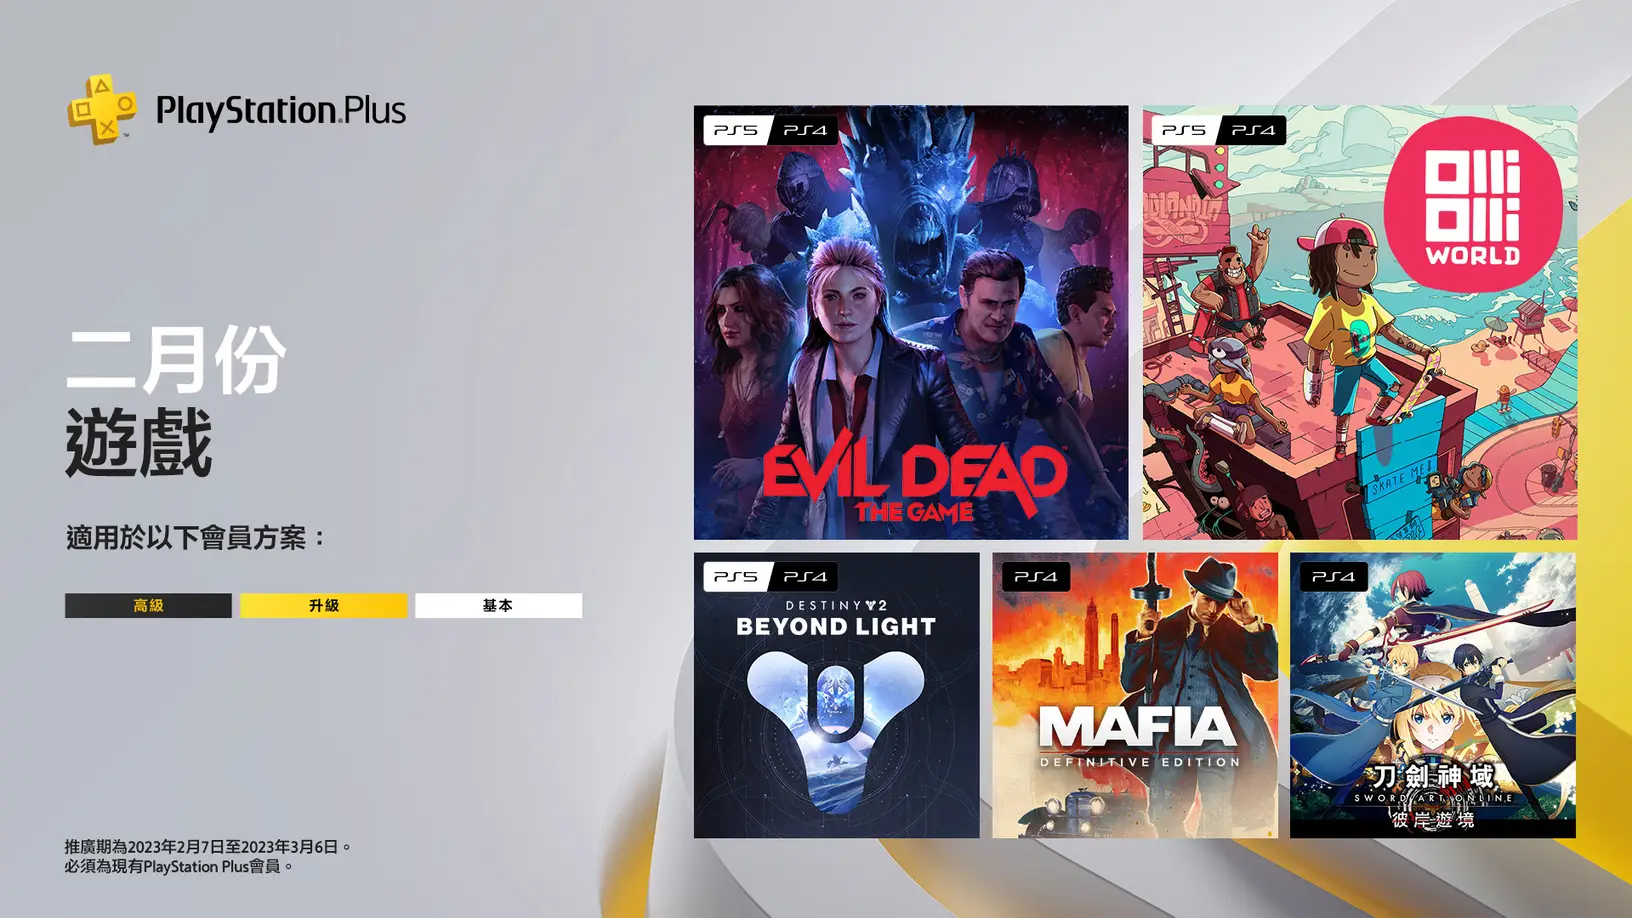 PlayStation Plus
二月份
遊戲
適用於以下會員方案：
高級 升級 基本
推廣期為2023年2月7日至2023年3月6日。
必須為現有PlayStation Plus會員。
PS5 PS4
EVIL DEAD
THE GAME
PS5 PS4
OlliOlli
WORLD
SKATE ME
PS5 PS4
DESTINY 2
BEYOND LIGHT
PS4
MAFIA
DEFINITIVE EDITION
PS4
刀劍神域
SWORD ART ONLINE
彼岸遊境